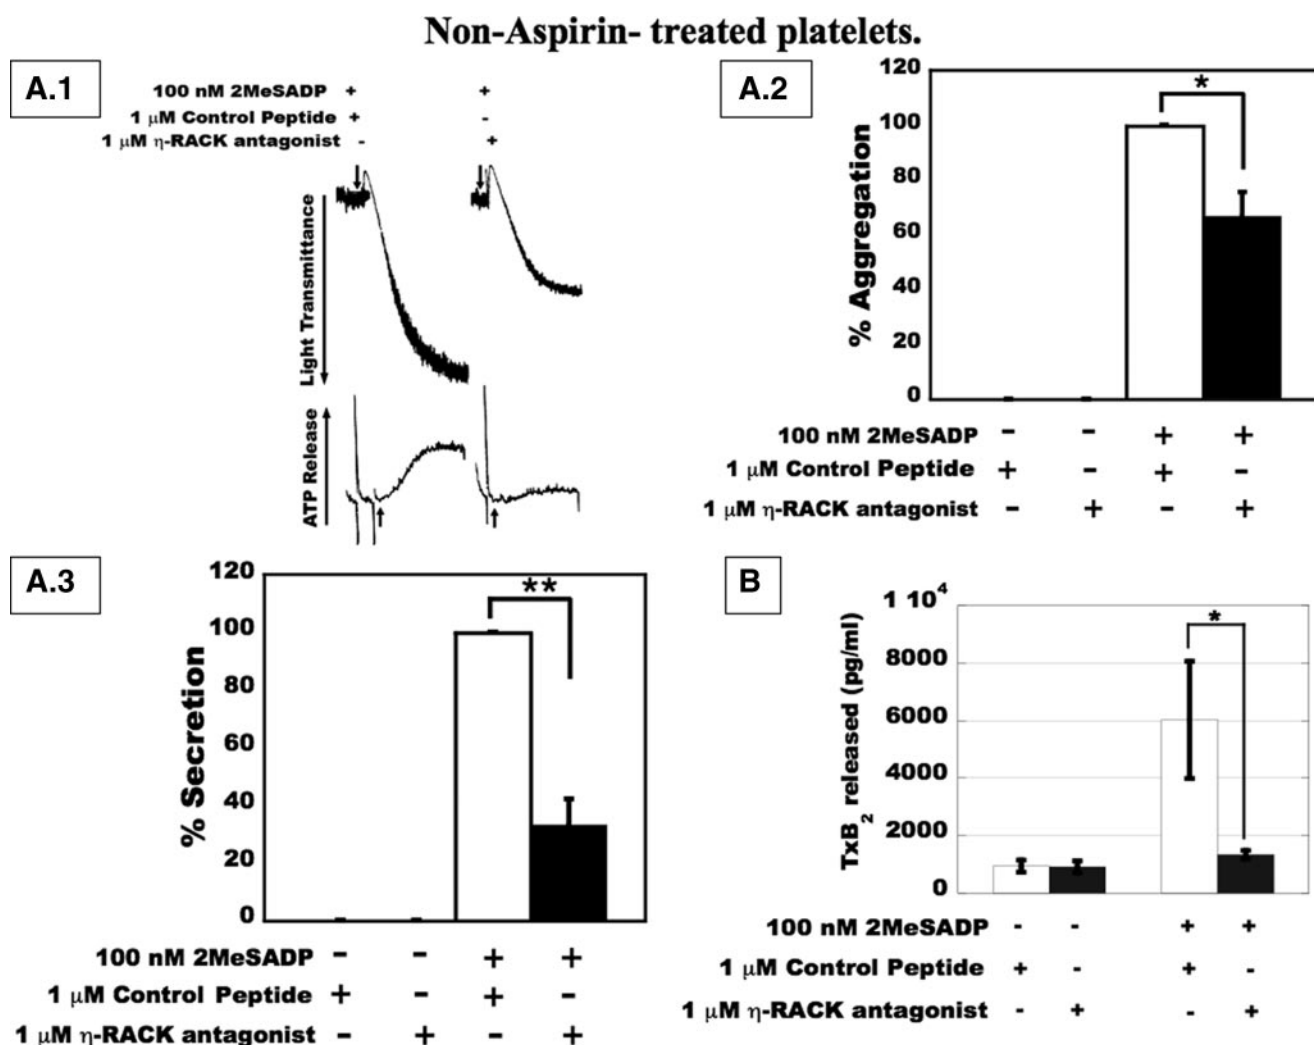 Non-Aspirin- treated platelets.
A.1
100 nM 2MeSADP + +
1 μM Control Peptide + -
1 μM η-RACK antagonist - +
Light Transmittance
ATP Release
A.2
120
100
80
60
40
20
0
% Aggregation
*
100 nM 2MeSADP - - + +
1 μM Control Peptide + - + -
1 μM η-RACK antagonist - + - +
A.3
120
100
80
60
40
20
0
% Secretion
**
100 nM 2MeSADP - - + +
1 μM Control Peptide + - + -
1 μM η-RACK antagonist - + - +
B
1 10⁴
8000
6000
4000
2000
0
TxB₂ released (pg/ml)
*
100 nM 2MeSADP - - + +
1 μM Control Peptide + - + -
1 μM η-RACK antagonist - + - +